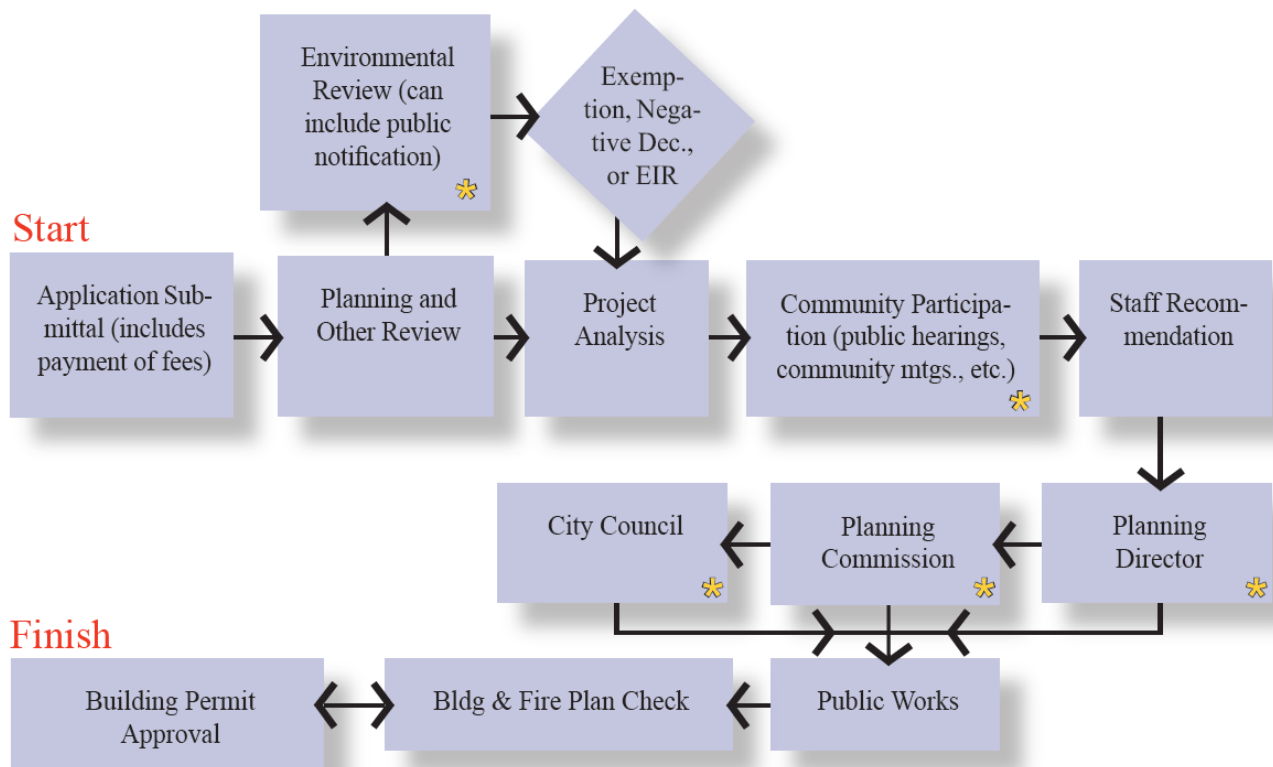 Environmental
Review (can
include public
notification)
*
Exemp-
tion, Nega-
tive Dec.,
or EIR
Start
Application Sub-
mittal (includes
payment of fees)
Planning and
Other Review
Project
Analysis
Community Participa-
tion (public hearings,
community mtgs., etc.)
*
Staff Recom-
mendation
City Council
*
Planning
Commission
*
Planning
Director
*
Finish
Building Permit
Approval
Bldg & Fire Plan Check
Public Works